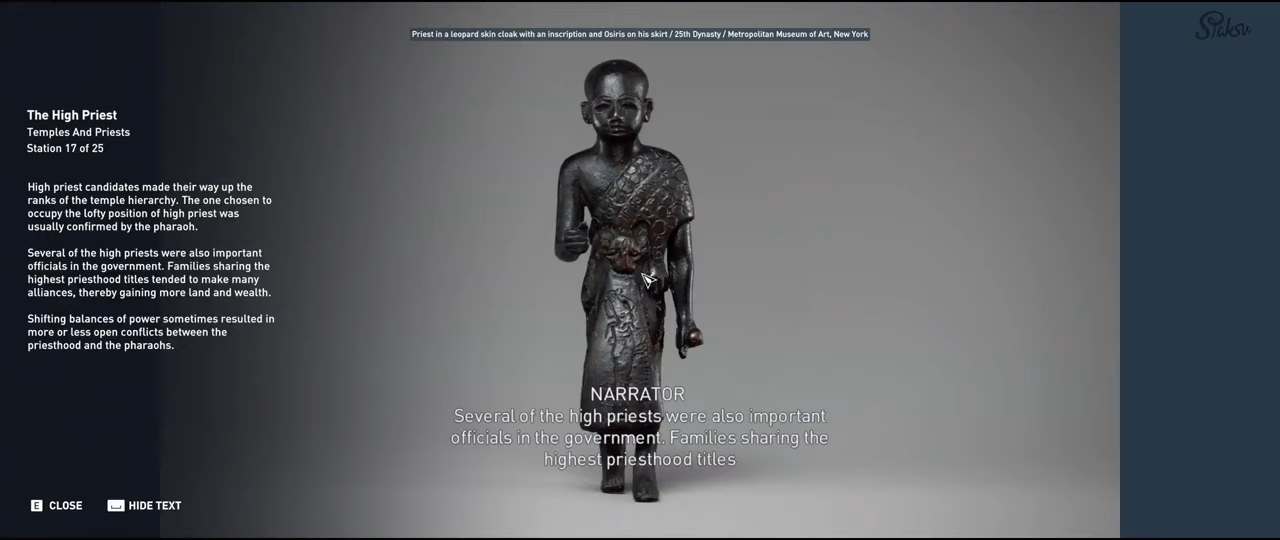 Priest in a leopard skin cloak with an inscription and Osiris on his skirt / 25th Dynasty / Metropolitan Museum of Art, New York
Spaksu
The High Priest
Temples And Priests
Station 17 of 25
High priest candidates made their way up the
ranks of the temple hierarchy. The one chosen to
occupy the lofty position of high priest was
usually confirmed by the pharaoh.
Several of the high priests were also important
officials in the government. Families sharing the
highest priesthood titles tended to make many
alliances, thereby gaining more land and wealth.
Shifting balances of power sometimes resulted in
more or less open conflicts between the
priesthood and the pharaohs.
NARRATOR
Several of the high priests were also important
officials in the government. Families sharing the
highest priesthood titles
E CLOSE
HIDE TEXT